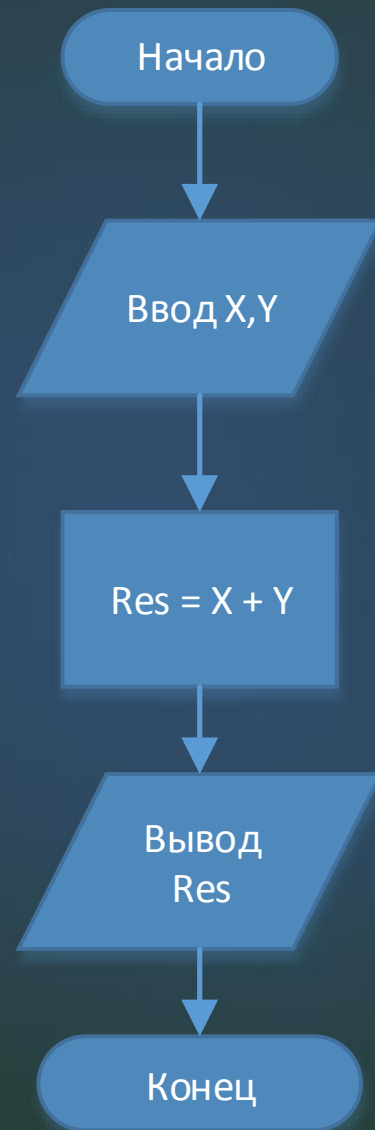 Начало
Ввод X,Y
Res = X + Y
Вывод
Res
Конец